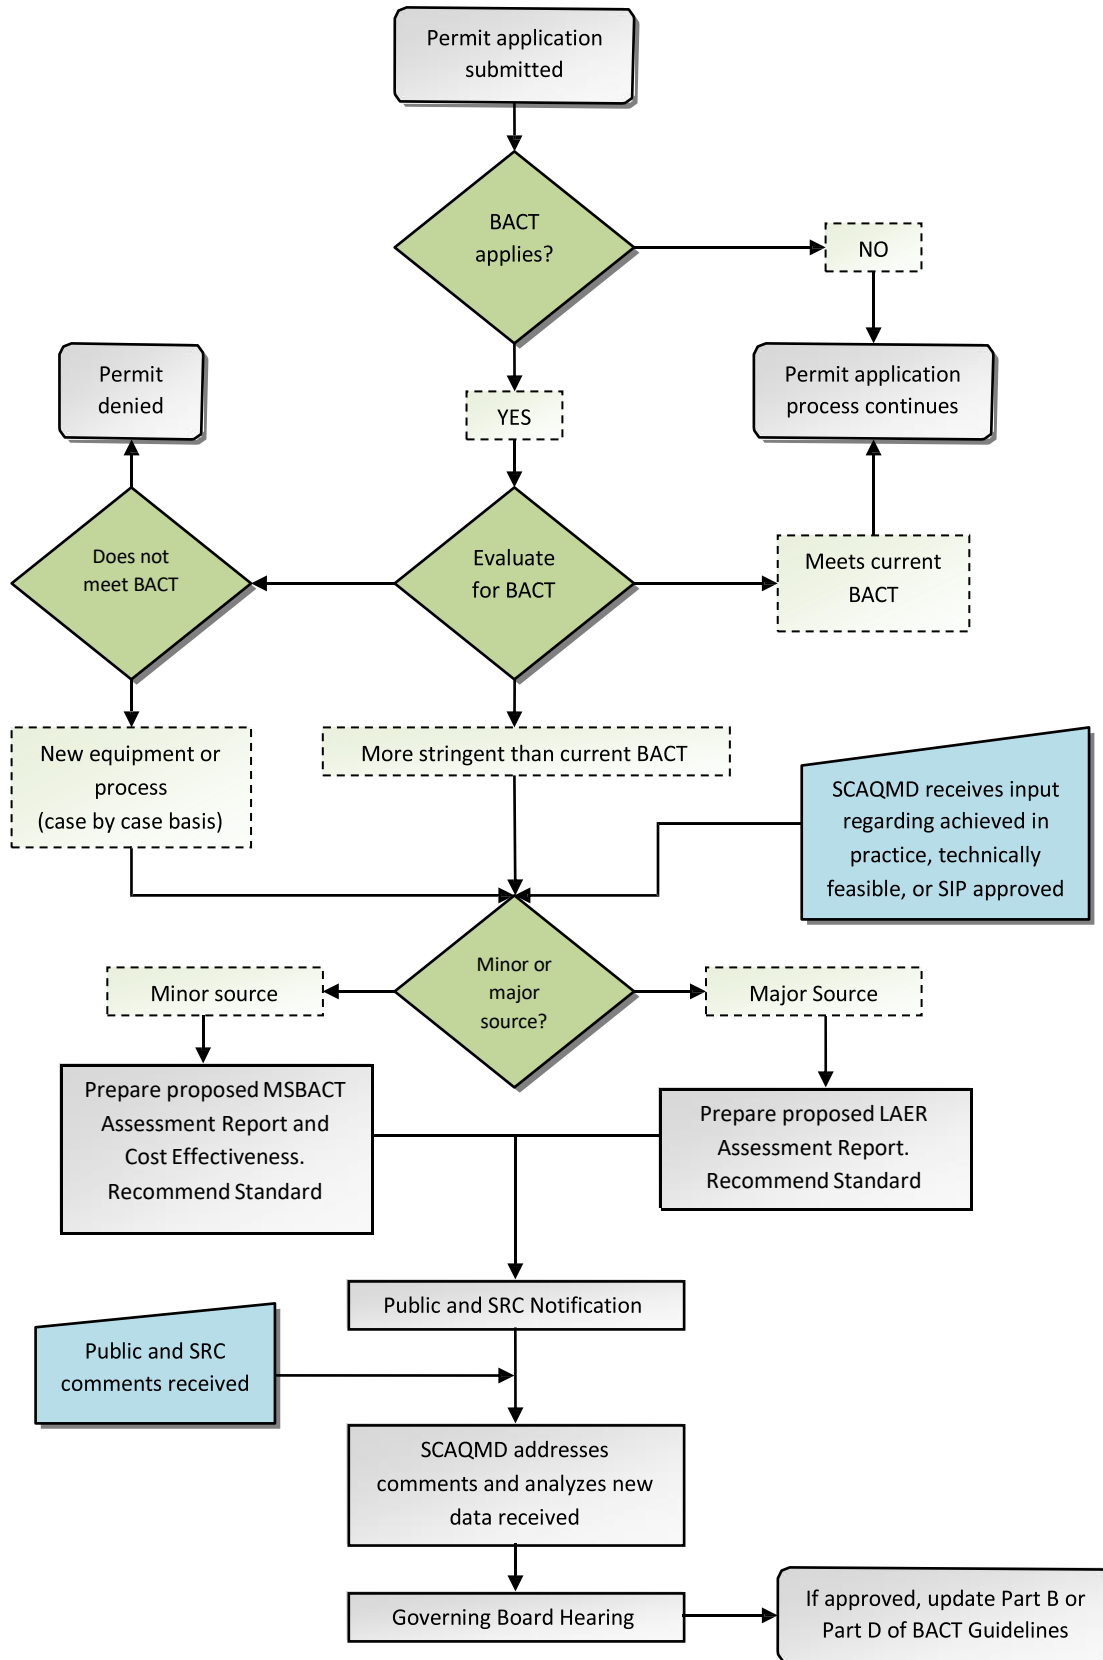 Permit application
submitted
BACT
applies?
NO
Permit
denied
YES
Permit application
process continues
Does not
meet BACT
Evaluate
for BACT
Meets current
BACT
New equipment or
process
(case by case basis)
More stringent than current BACT
SCAQMD receives input
regarding achieved in
practice, technically
feasible, or SIP approved
Minor or
major
source?
Minor source
Major Source
Prepare proposed MSBACT
Assessment Report and
Cost Effectiveness.
Recommend Standard
Prepare proposed LAER
Assessment Report.
Recommend Standard
Public and SRC Notification
Public and SRC
comments received
SCAQMD addresses
comments and analyzes new
data received
Governing Board Hearing
If approved, update Part B or
Part D of BACT Guidelines